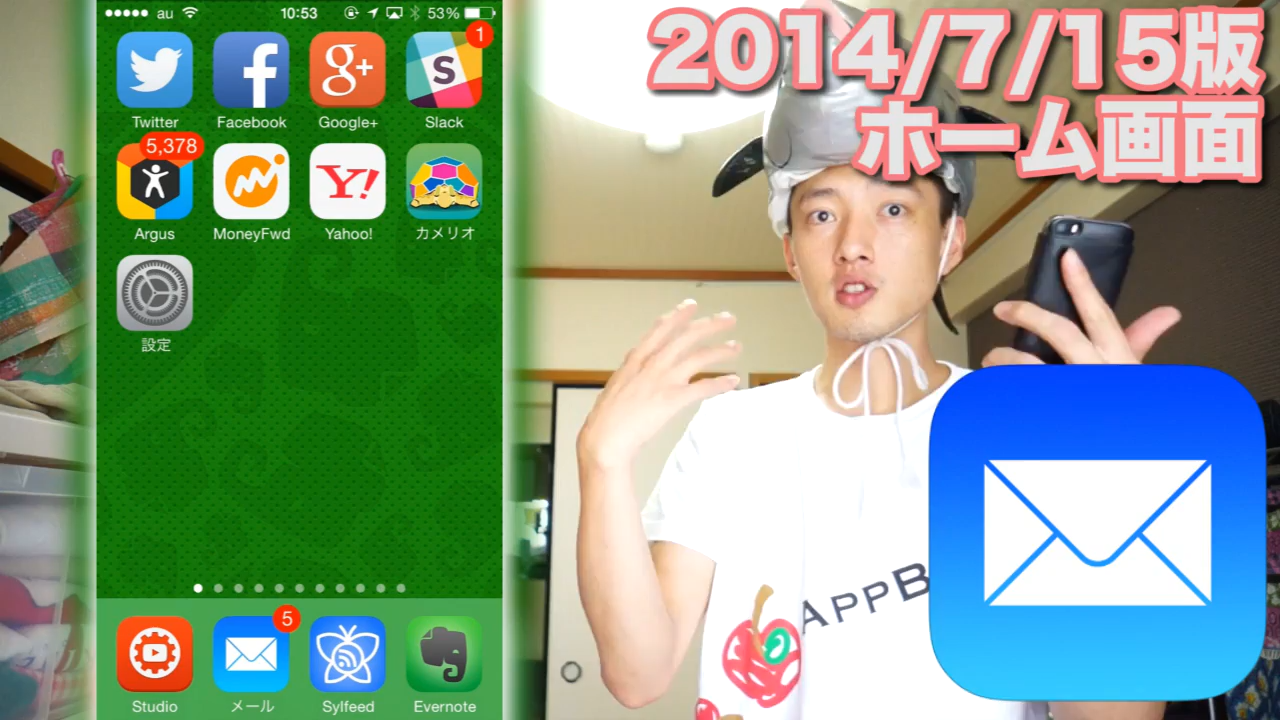 au 10:53 53%
2014/7/15版
ホーム画面
1
g+ S
Twitter Facebook Google+ Slack
5,378
Y!
Argus MoneyFwd Yahoo! カメリオ
設定
APPB
5
Studio メール Sylfeed Evernote